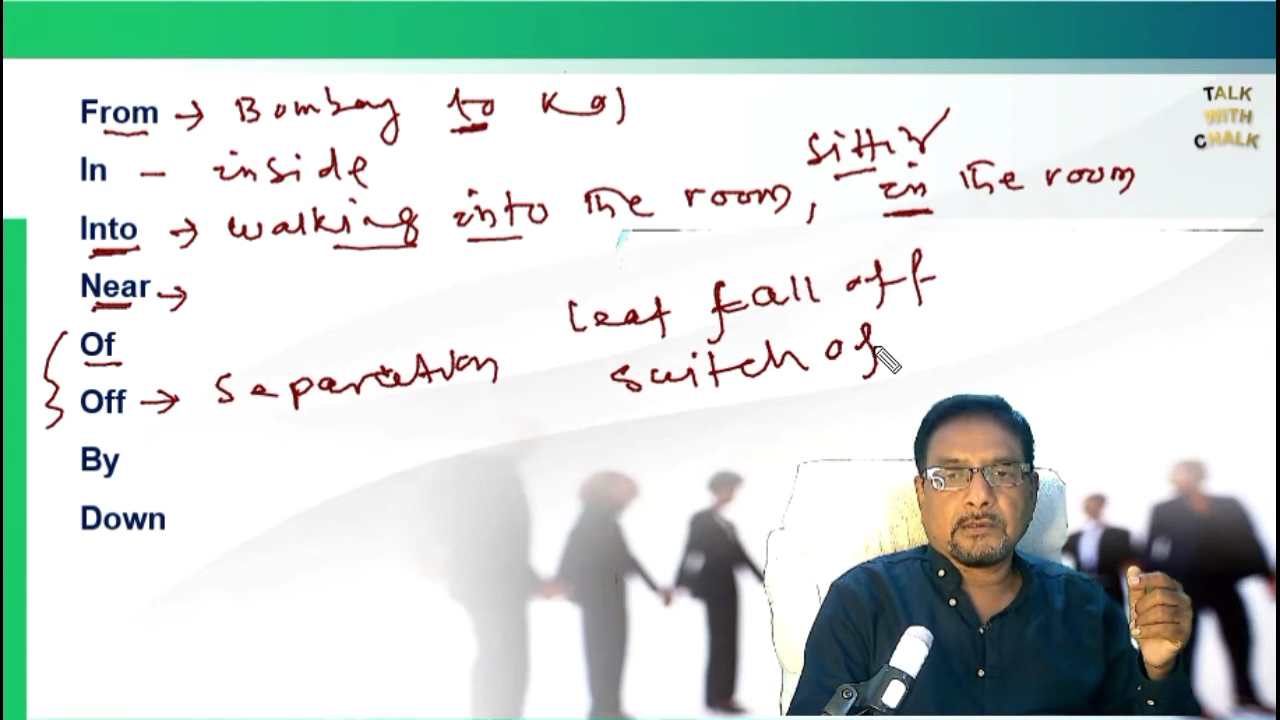 From → Bombay to Kol
In - inside
Into → walking into the room, sitting in the room
Near →
Of
Off → Separation
leaf fall off
switch of
By
Down
TALK
WITH
CHALK